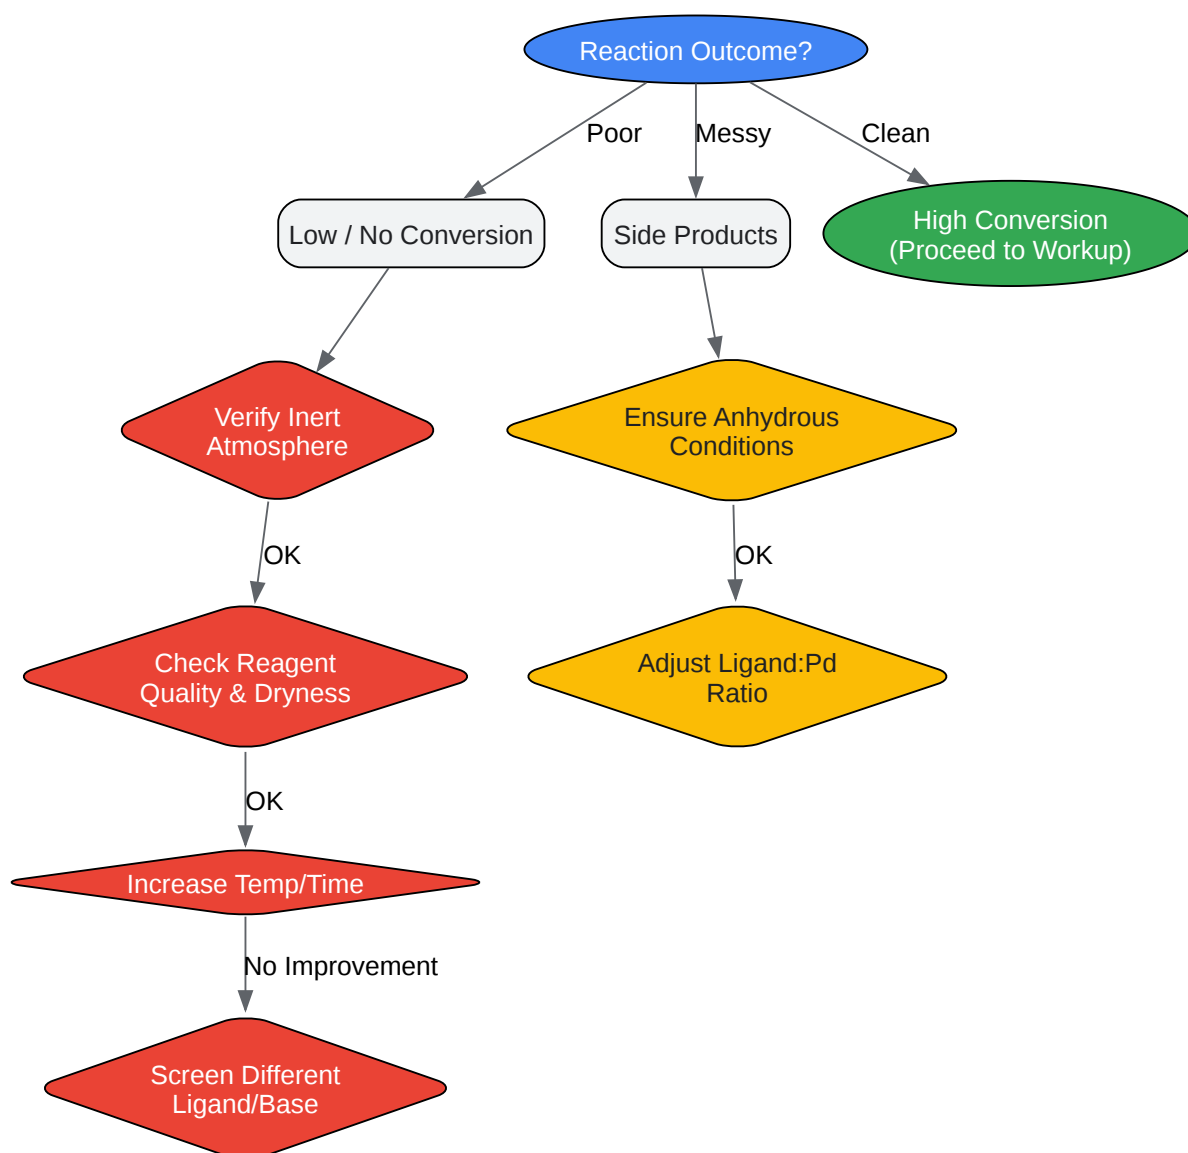 Reaction Outcome?
Poor
Messy
Clean
Low / No Conversion
Side Products
High Conversion
(Proceed to Workup)
Verify Inert
Atmosphere
Ensure Anhydrous
Conditions
OK
OK
Check Reagent
Quality & Dryness
Adjust Ligand:Pd
Ratio
OK
Increase Temp/Time
No Improvement
Screen Different
Ligand/Base